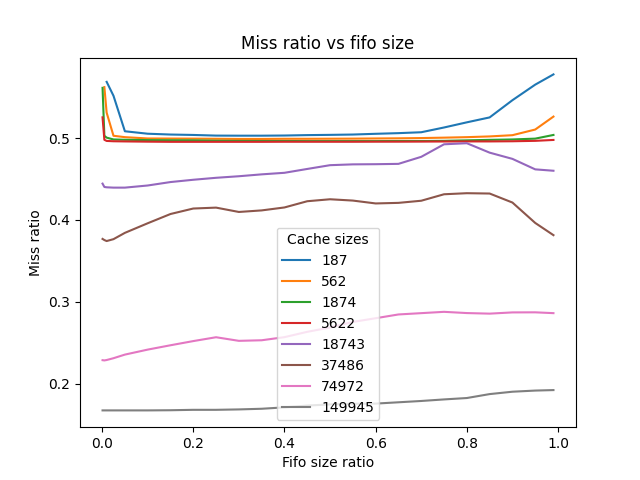 Miss ratio vs fifo size
Miss ratio
0.5
0.4
0.3
0.2
Cache sizes
187
562
1874
5622
18743
37486
74972
149945
0.0 0.2 0.4 0.6 0.8 1.0
Fifo size ratio